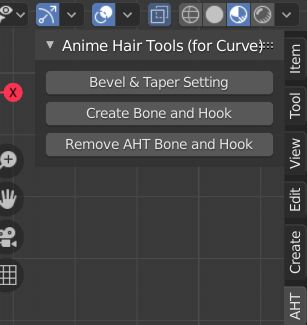 Anime Hair Tools (for Curve)
Bevel & Taper Setting
Create Bone and Hook
Remove AHT Bone and Hook
X
Item
Tool
View
Edit
Create
AHT